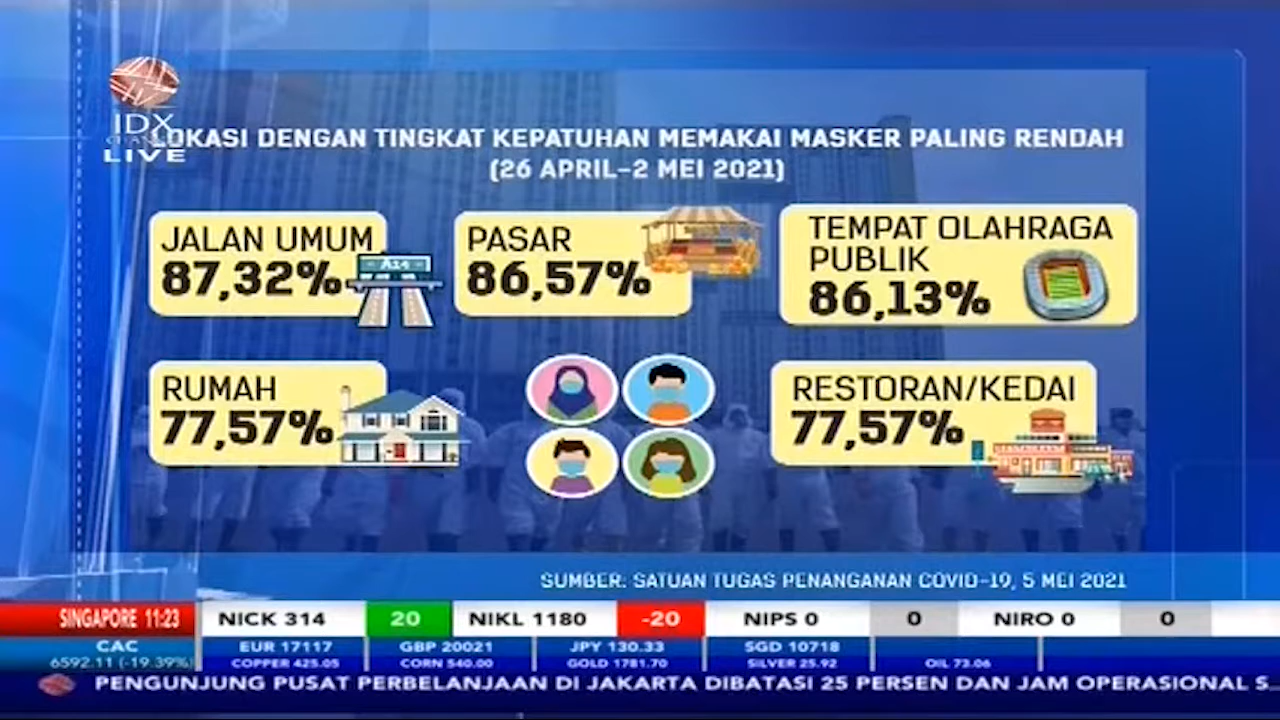 IDX
CHANNEL
LIVE
LOKASI DENGAN TINGKAT KEPATUHAN MEMAKAI MASKER PALING RENDAH
(26 APRIL-2 MEI 2021)
JALAN UMUM
87,32%
A14
PASAR
86,57%
TEMPAT OLAHRAGA
PUBLIK
86,13%
RUMAH
77,57%
RESTORAN/KEDAI
77,57%
SUMBER: SATUAN TUGAS PENANGANAN COVID-19, 5 MEI 2021
SINGAPORE 11:23 NICK 314 20 NIKL 1180 -20 NIPS 0 0 NIRO 0 0
CAC EUR 17117 GBP 20021 JPY 130.33 SGD 10718
6592.11 (-19.39%) COPPER 425.05 CORN 540.00 GOLD 1781.70 SILVER 25.92 OIL 73.06
PENGUNJUNG PUSAT PERBELANJAAN DI JAKARTA DIBATASI 25 PERSEN DAN JAM OPERASIONAL S